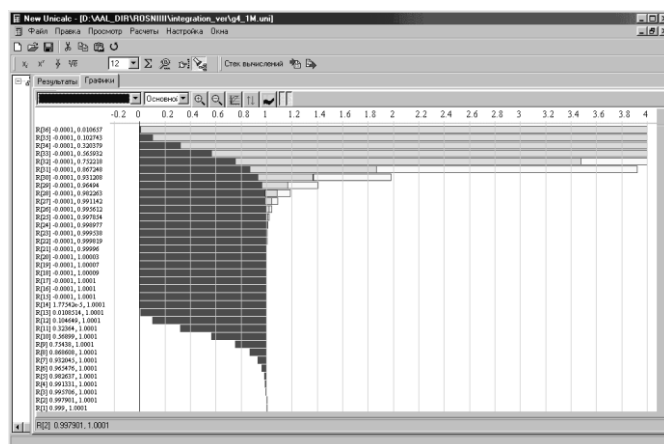 New Unicalc - [D:\AAL_DIR\ROSNIIII\integration_ver\g4_1M.uni]
Файл Правка Просмотр Расчеты Настройка Окна
12 Стек вычислений
Результаты Графики
Основно
-0.2 0 0.2 0.4 0.6 0.8 1 1.2 1.4 1.6 1.8 2 2.2 2.4 2.6 2.8 3 3.2 3.4 3.6 3.8 4
R[36] -0.0001, 0.010637
R[35] -0.0001, 0.102743
R[34] -0.0001, 0.320379
R[33] -0.0001, 0.565932
R[32] -0.0001, 0.752210
R[31] -0.0001, 0.867240
R[30] -0.0001, 0.931208
R[29] -0.0001, 0.96494
R[28] -0.0001, 0.982263
R[27] -0.0001, 0.991142
R[26] -0.0001, 0.995612
R[25] -0.0001, 0.997854
R[24] -0.0001, 0.998977
R[23] -0.0001, 0.999538
R[22] -0.0001, 0.999819
R[21] -0.0001, 0.99996
R[20] -0.0001, 1.00003
R[19] -0.0001, 1.00007
R[18] -0.0001, 1.00009
R[17] -0.0001, 1.0001
R[16] -0.0001, 1.0001
R[15] -0.0001, 1.0001
R[14] 1.77542e-5, 1.0001
R[13] 0.0108514, 1.0001
R[12] 0.104649, 1.0001
R[11] 0.32364, 1.0001
R[10] 0.56899, 1.0001
R[9] 0.75438, 1.0001
R[8] 0.868608, 1.0001
R[7] 0.932045, 1.0001
R[6] 0.965476, 1.0001
R[5] 0.982637, 1.0001
R[4] 0.991331, 1.0001
R[3] 0.995706, 1.0001
R[2] 0.997901, 1.0001
R[1] 0.999, 1.0001
R[2] 0.997901, 1.0001